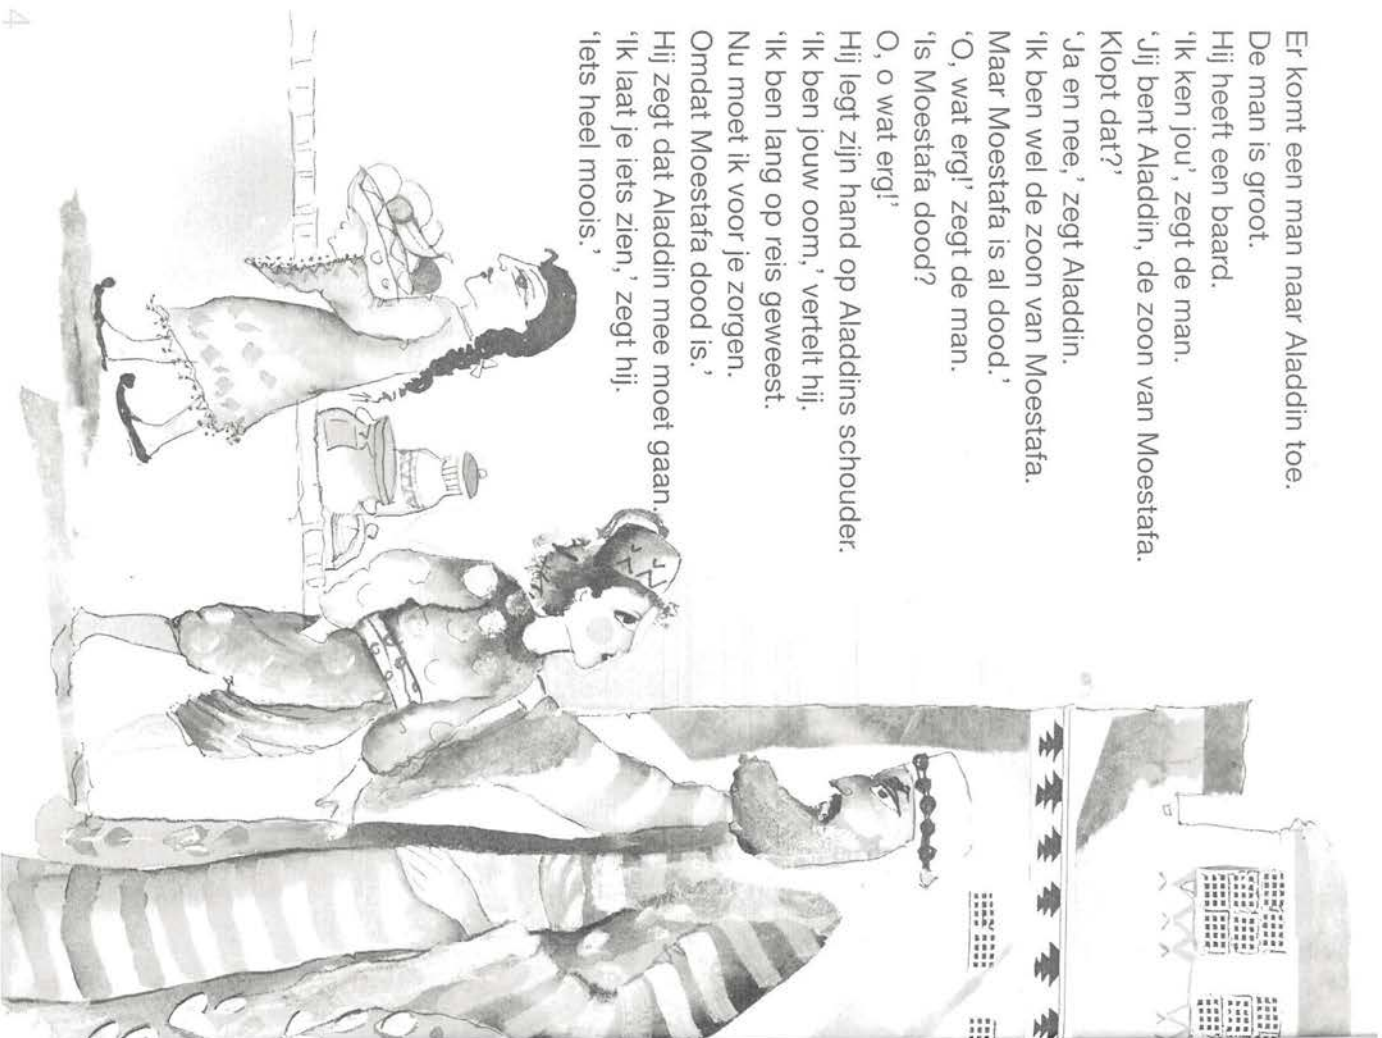 Er komt een man naar Aladdin toe.
De man is groot.
Hij heeft een baard.
‘Ik ken jou’, zegt de man.
‘Jij bent Aladdin, de zoon van Moestafa.
Klopt dat?’
‘Ja en nee,’ zegt Aladdin.
‘Ik ben wel de zoon van Moestafa.
Maar Moestafa is al dood.’
‘O, wat erg!’ zegt de man.
‘Is Moestafa dood?
O, o wat erg!’
Hij legt zijn hand op Aladdins schouder.
‘Ik ben jouw oom,’ vertelt hij.
‘Ik ben lang op reis geweest.
Nu moet ik voor je zorgen.
Omdat Moestafa dood is.’
Hij zegt dat Aladdin mee moet gaan.
‘Ik laat je iets zien,’ zegt hij.
‘Iets heel moois.’
4